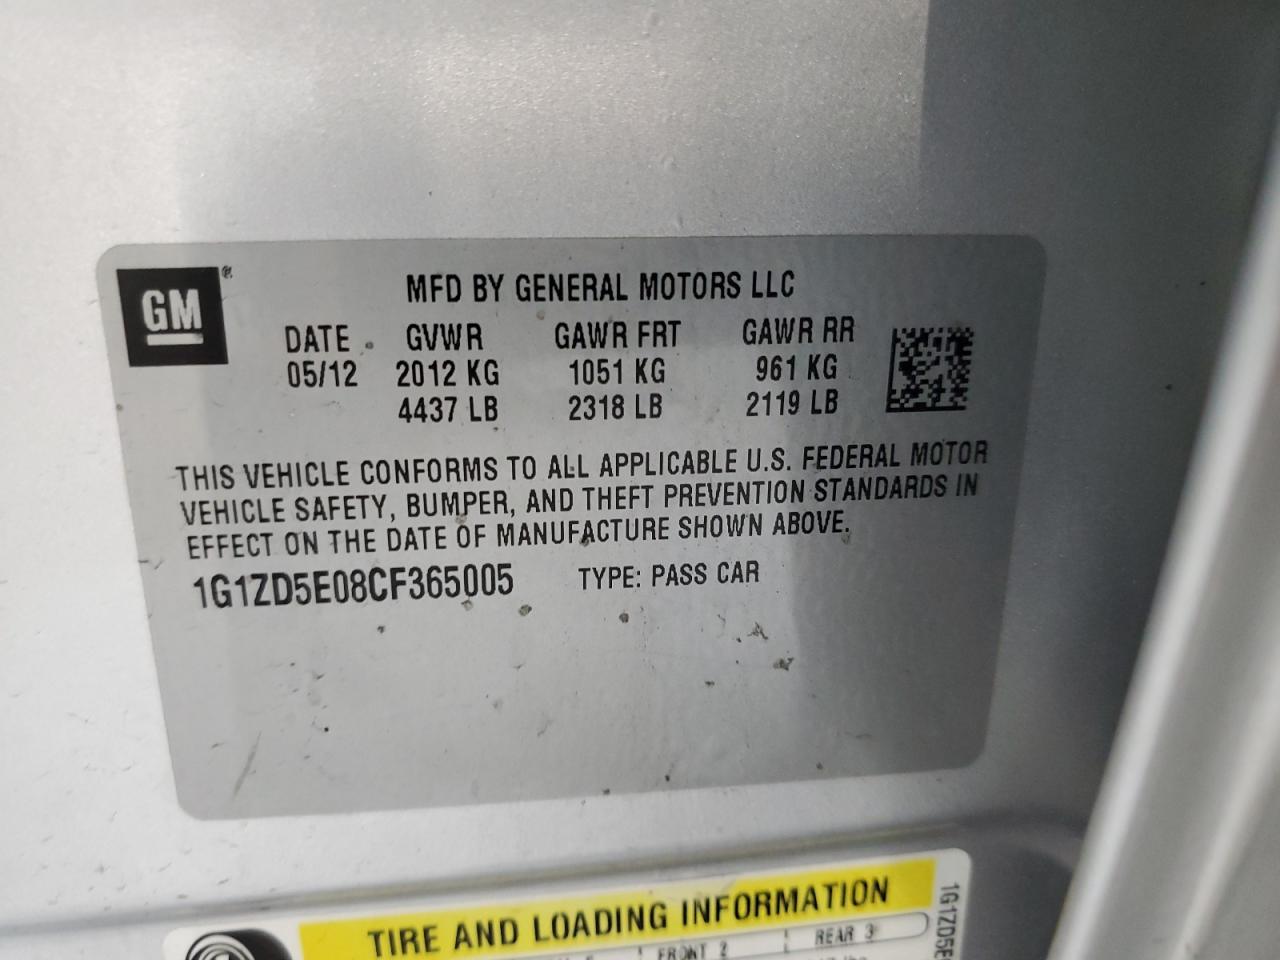 GM ®
MFD BY GENERAL MOTORS LLC
DATE GVWR GAWR FRT GAWR RR
05/12 2012 KG 1051 KG 961 KG
4437 LB 2318 LB 2119 LB
THIS VEHICLE CONFORMS TO ALL APPLICABLE U.S. FEDERAL MOTOR
VEHICLE SAFETY, BUMPER, AND THEFT PREVENTION STANDARDS IN
EFFECT ON THE DATE OF MANUFACTURE SHOWN ABOVE.
1G1ZD5E08CF365005 TYPE: PASS CAR
TIRE AND LOADING INFORMATION
FRONT 2 REAR 3
1G1ZD5E